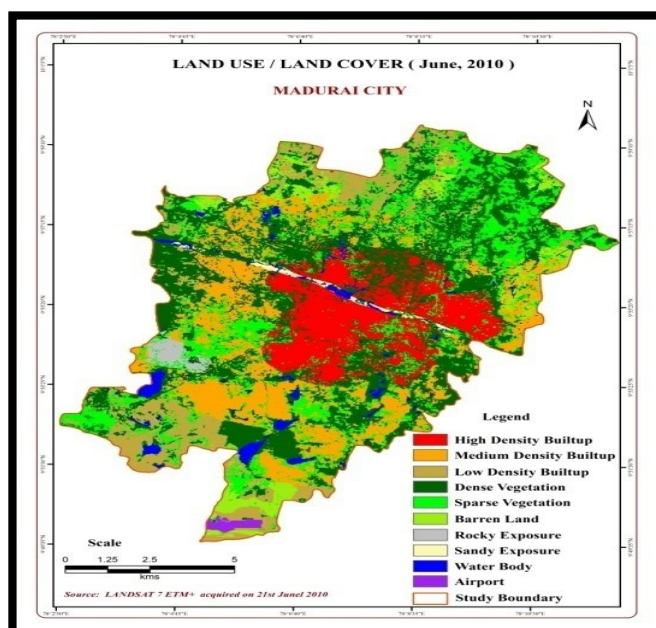 LAND USE / LAND COVER ( June, 2010 )
MADURAI CITY
N
Legend
High Density Builtup
Medium Density Builtup
Low Density Builtup
Dense Vegetation
Sparse Vegetation
Barren Land
Rocky Exposure
Sandy Exposure
Water Body
Airport
Study Boundary
Scale
0 1.25 2.5 5
kms
Source: LANDSAT 7 ETM+ acquired on 21st Junel 2010